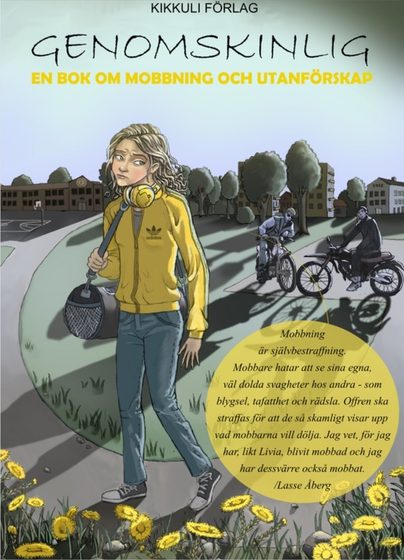 KIKKULI FÖRLAG
GENOMSKINLIG
EN BOK OM MOBBNING OCH UTANFÖRSKAP
adidas
Mobbning
är självbestraffning.
Mobbare hatar att se sina egna,
väl dolda svagheter hos andra - som
blygsel, tafatthet och rädsla. Offren ska
straffas för att de så skamligt visar upp
vad mobbarna vill dölja. Jag vet, för jag
har, likt Livia, blivit mobbad och jag
har dessvärre också mobbat.
/Lasse Åberg